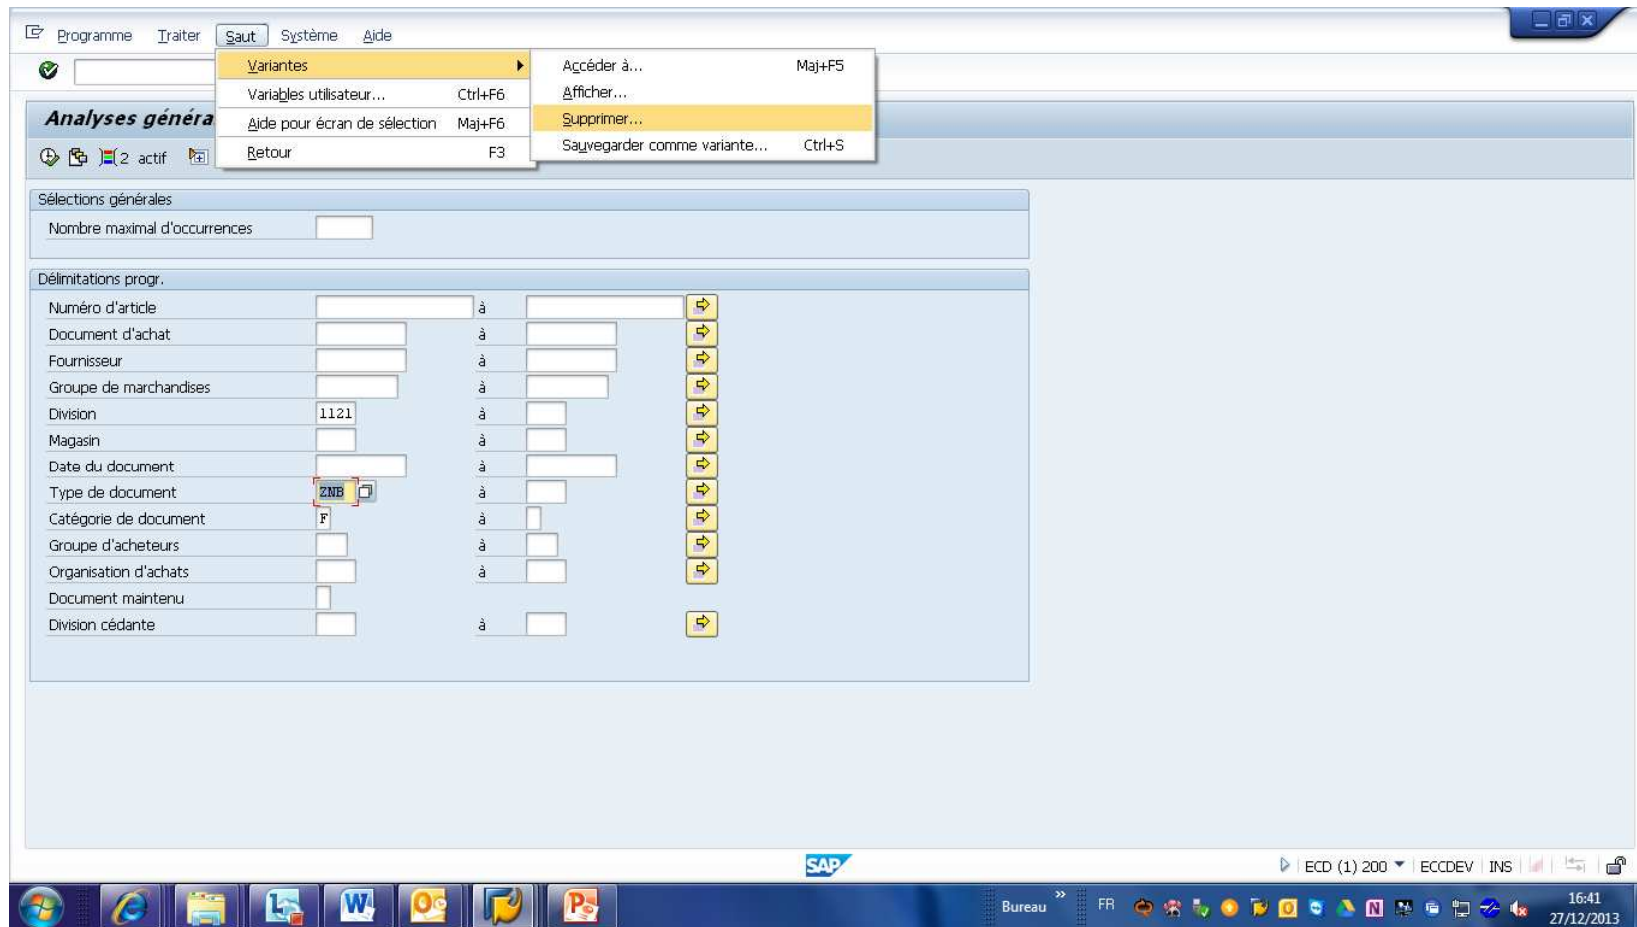 Programme Traiter Saut Système Aide
Variantes
Variables utilisateur... Ctrl+F6
Aide pour écran de sélection Maj+F6
Retour F3
Accéder à... Maj+F5
Afficher...
Supprimer...
Sauvegarder comme variante... Ctrl+S
Analyses généra
2 actif
Sélections générales
Nombre maximal d'occurrences
Délimitations progr.
Numéro d'article à
Document d'achat à
Fournisseur à
Groupe de marchandises à
Division 1121 à
Magasin à
Date du document à
Type de document ZNB à
Catégorie de document F à
Groupe d'acheteurs à
Organisation d'achats à
Document maintenu
Division cédante à
SAP
ECD (1) 200 ECCDEV INS
Bureau » FR 16:41
27/12/2013